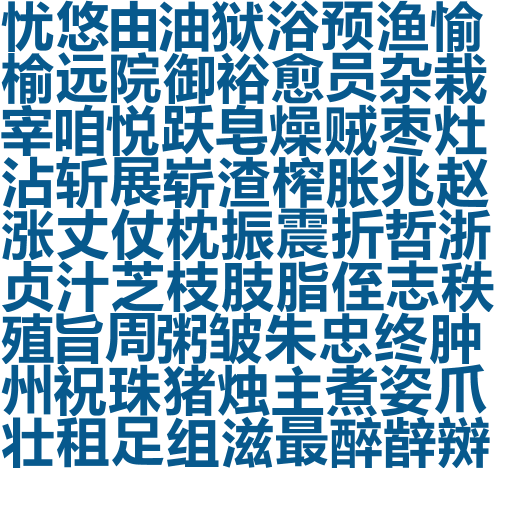 忧悠由油狱浴预渔愉
榆远院御裕愈员杂栽
宰咱悦跃皂燥贼枣灶
沾斩展崭渣榨胀兆赵
涨丈仗枕振震折哲浙
贞汁芝枝肢脂侄志秩
殖旨周粥皱朱忠终肿
州祝珠猪烛主煮姿爪
壮租足组滋最醉辥辩